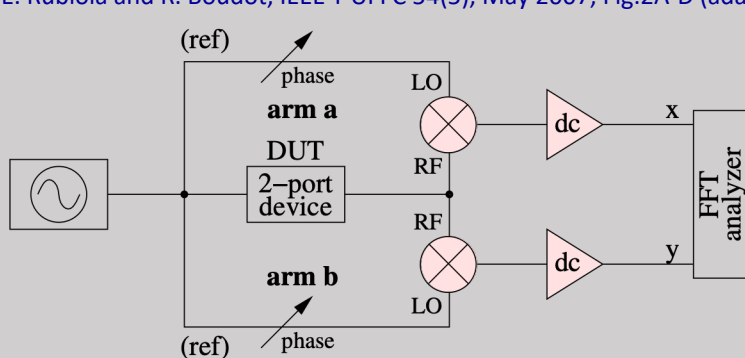 E. Rubiola and R. Boudot, IEEE T UFFC 54(5), May 2007, Fig.2A-D (ada
(ref)
phase
LO
arm a
dc
x
DUT
RF
2–port
device
FFT
analyzer
RF
arm b
dc
y
LO
(ref)
phase